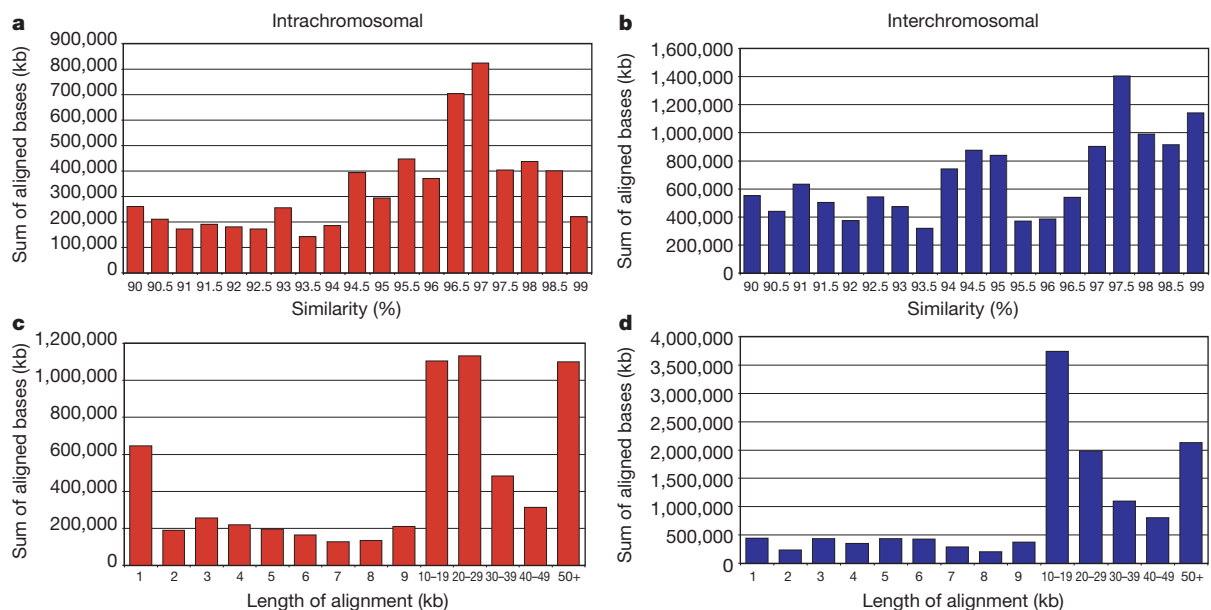 a
Intrachromosomal
Sum of aligned bases (kb)
900,000
800,000
700,000
600,000
500,000
400,000
300,000
200,000
100,000
0
90 90.5 91 91.5 92 92.5 93 93.5 94 94.5 95 95.5 96 96.5 97 97.5 98 98.5 99
Similarity (%)
b
Interchromosomal
Sum of aligned bases (kb)
1,600,000
1,400,000
1,200,000
1,000,000
800,000
600,000
400,000
200,000
0
90 90.5 91 91.5 92 92.5 93 93.5 94 94.5 95 95.5 96 96.5 97 97.5 98 98.5 99
Similarity (%)
c
Sum of aligned bases (kb)
1,200,000
1,000,000
800,000
600,000
400,000
200,000
0
1 2 3 4 5 6 7 8 9 10–19 20–29 30–39 40–49 50+
Length of alignment (kb)
d
Sum of aligned bases (kb)
4,000,000
3,500,000
2,500,000
2,000,000
1,500,000
1,000,000
500,000
0
1 2 3 4 5 6 7 8 9 10–19 20–29 30–39 40–49 50+
Length of alignment (kb)